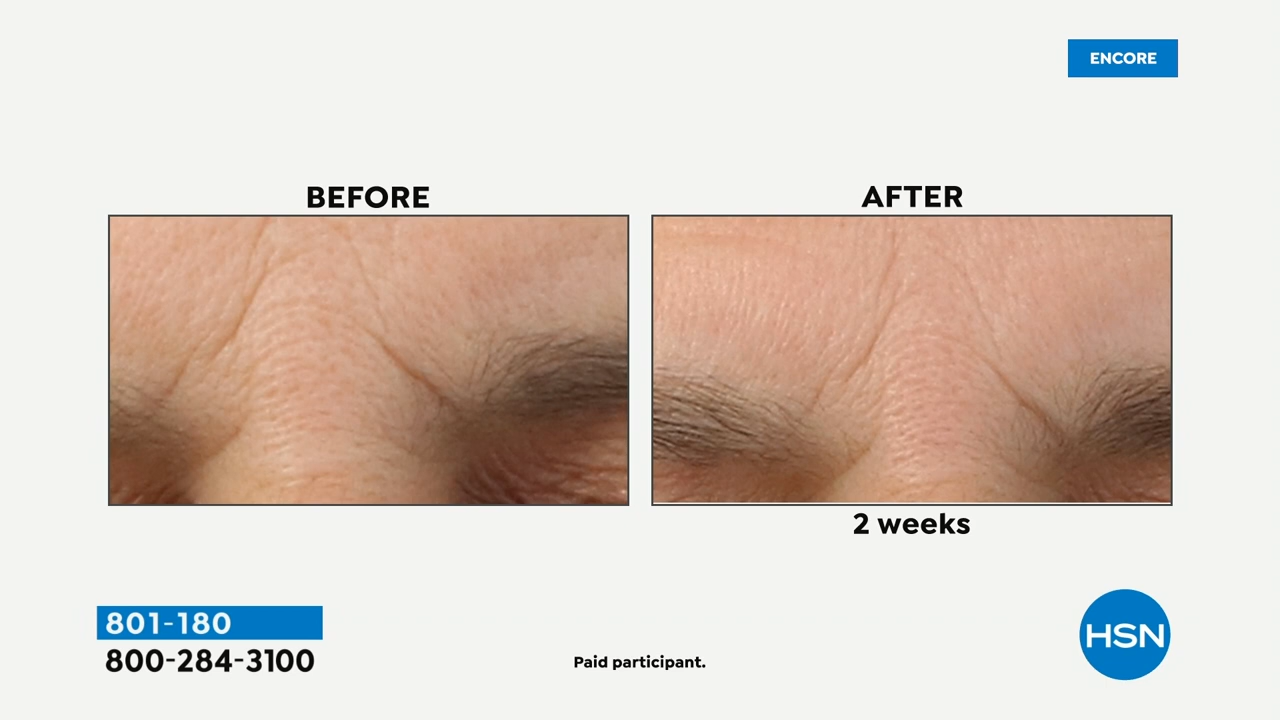 ENCORE
BEFORE
AFTER
2 weeks
801-180
800-284-3100
Paid participant.
HSN